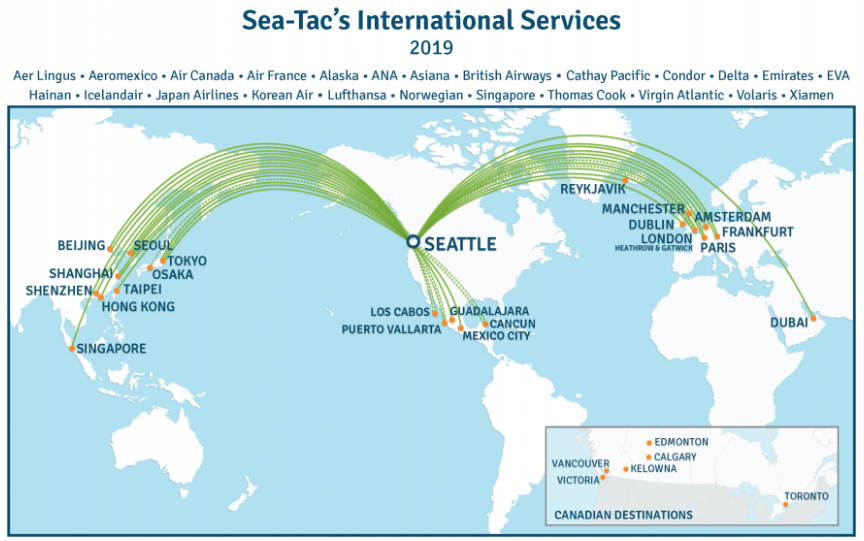 Sea-Tac's International Services
2019
Aer Lingus • Aeromexico • Air Canada • Air France • Alaska • ANA • Asiana • British Airways • Cathay Pacific • Condor • Delta • Emirates • EVA
Hainan • Icelandair • Japan Airlines • Korean Air • Lufthansa • Norwegian • Singapore • Thomas Cook • Virgin Atlantic • Volaris • Xiamen
REYKJAVIK
MANCHESTER
AMSTERDAM
DUBLIN
FRANKFURT
LONDON
HEATHROW & GATWICK
PARIS
BEIJING
SEOUL
SEATTLE
TOKYO
SHANGHAI
OSAKA
SHENZHEN
TAIPEI
HONG KONG
LOS CABOS
GUADALAJARA
PUERTO VALLARTA
CANCUN
MEXICO CITY
DUBAI
SINGAPORE
EDMONTON
CALGARY
VANCOUVER
KELOWNA
VICTORIA
TORONTO
CANADIAN DESTINATIONS